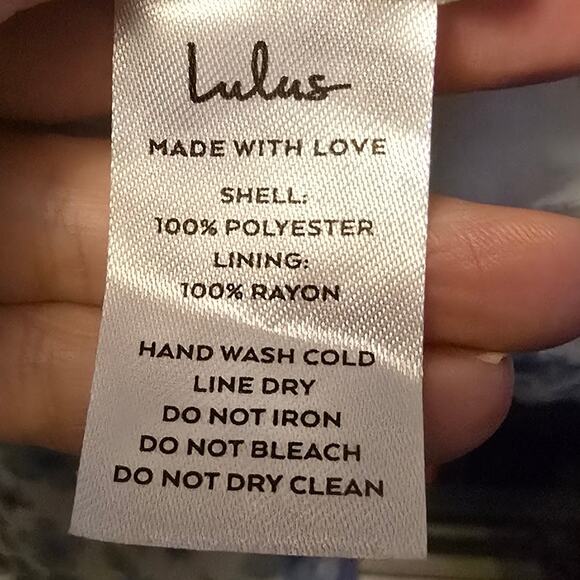 Lulus
MADE WITH LOVE
SHELL:
100% POLYESTER
LINING:
100% RAYON
HAND WASH COLD
LINE DRY
DO NOT IRON
DO NOT BLEACH
DO NOT DRY CLEAN